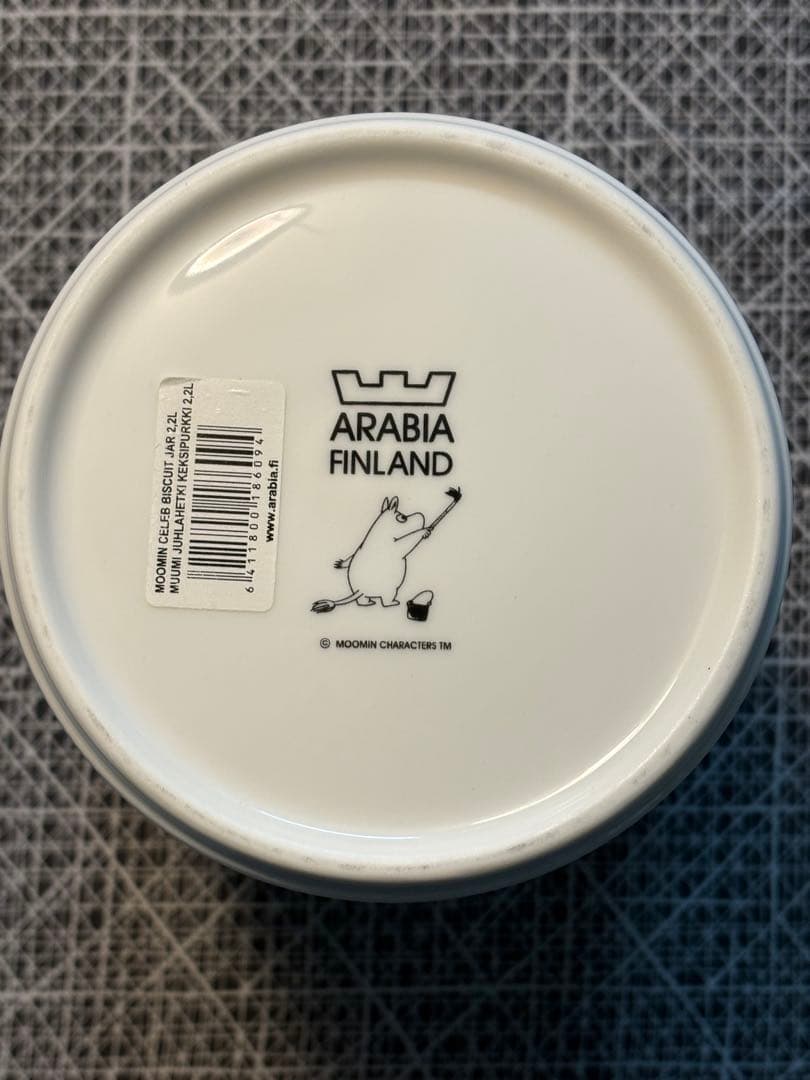 MOOMIN CELEB BISCUIT JAR 2,2L
MUUMI JUHLAHETKI KEKSIPURKKI 2,2L
6 411800 186094
www.arabia.fi
ARABIA
FINLAND
© MOOMIN CHARACTERS TM